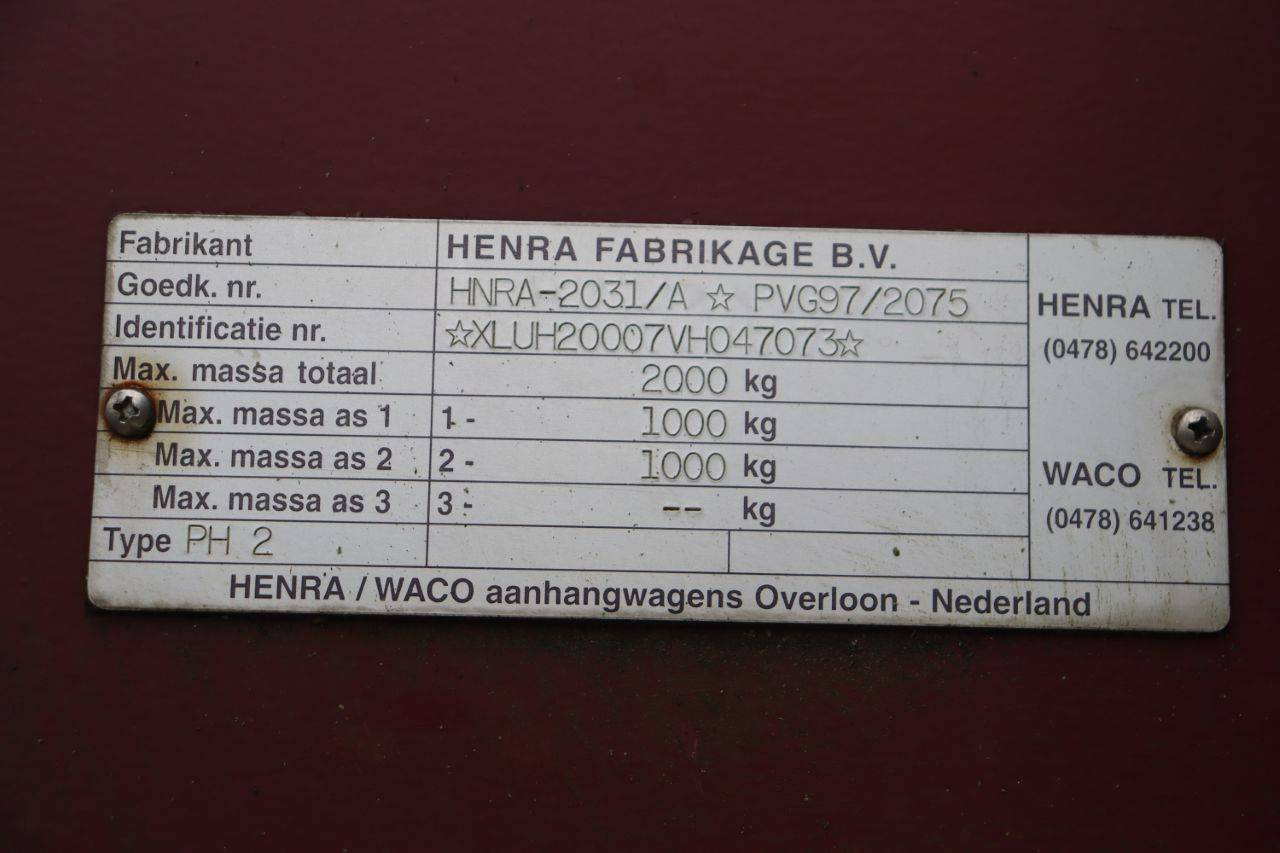 Fabrikant HENRA FABRIKAGE B.V.
Goedk. nr. HNRA-2031/A ☆ PVG97/2075
Identificatie nr. ☆XLUH20007VH047073☆
Max. massa totaal 2000 kg
Max. massa as 1 1- 1000 kg
Max. massa as 2 2- 1000 kg
Max. massa as 3 3- -- kg
Type PH 2
HENRA TEL.
(0478) 642200
WACO TEL.
(0478) 641238
HENRA / WACO aanhangwagens Overloon - Nederland